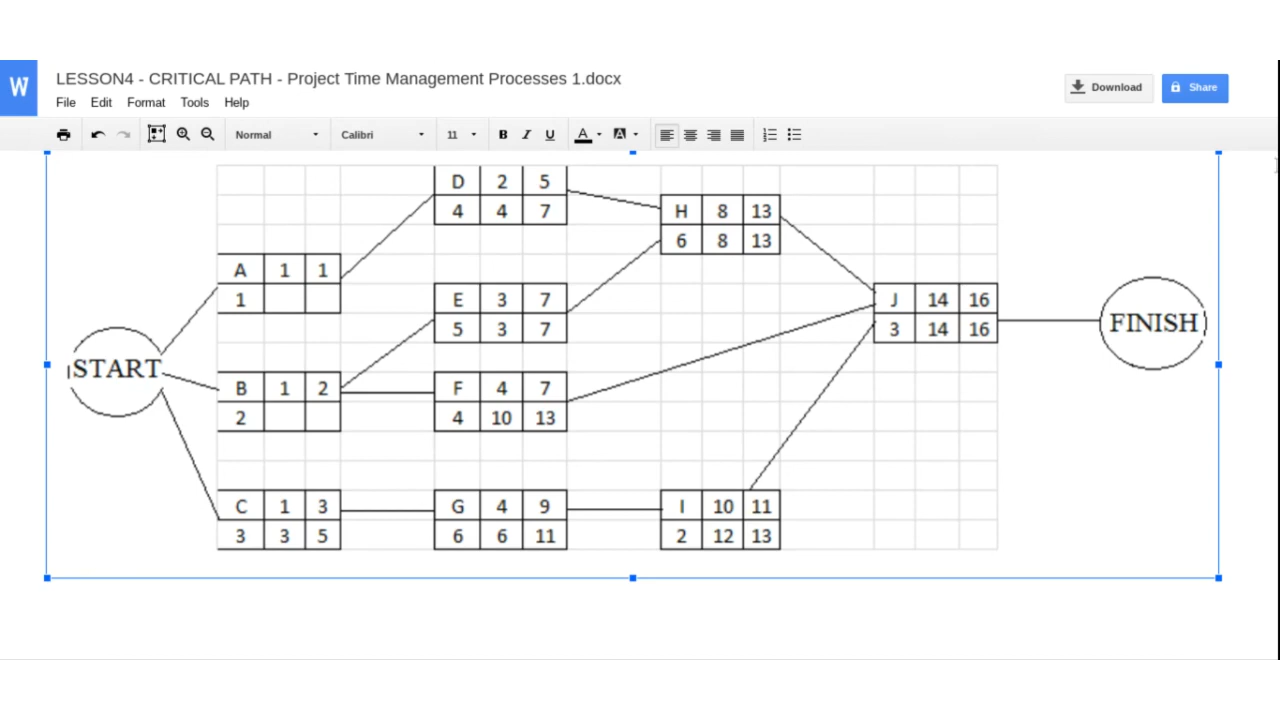 W
LESSON4 - CRITICAL PATH - Project Time Management Processes 1.docx
File Edit Format Tools Help
Download
Share
Normal Calibri 11 B I U A A
D 2 5
4 4 7
H 8 13
6 8 13
A 1 1
1
E 3 7
5 3 7
J 14 16
3 14 16
FINISH
START
B 1 2
2
F 4 7
4 10 13
C 1 3
3 3 5
G 4 9
6 6 11
I 10 11
2 12 13